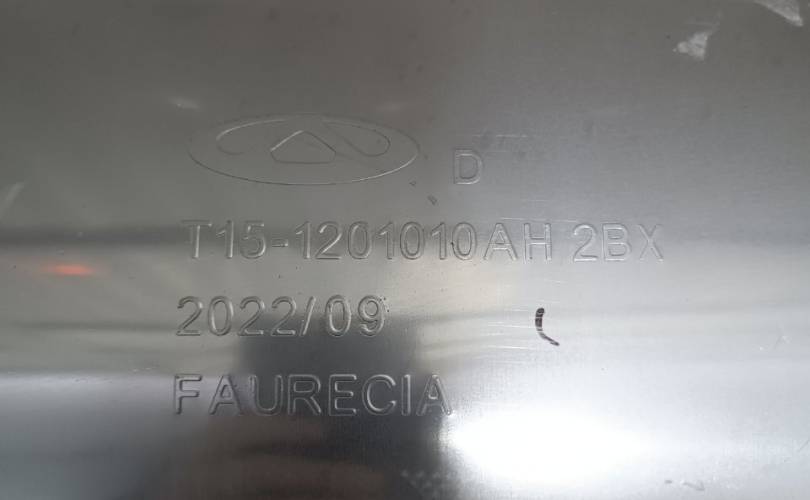 D
T15-1201010AH 2BX
2022/09
FAURECIA